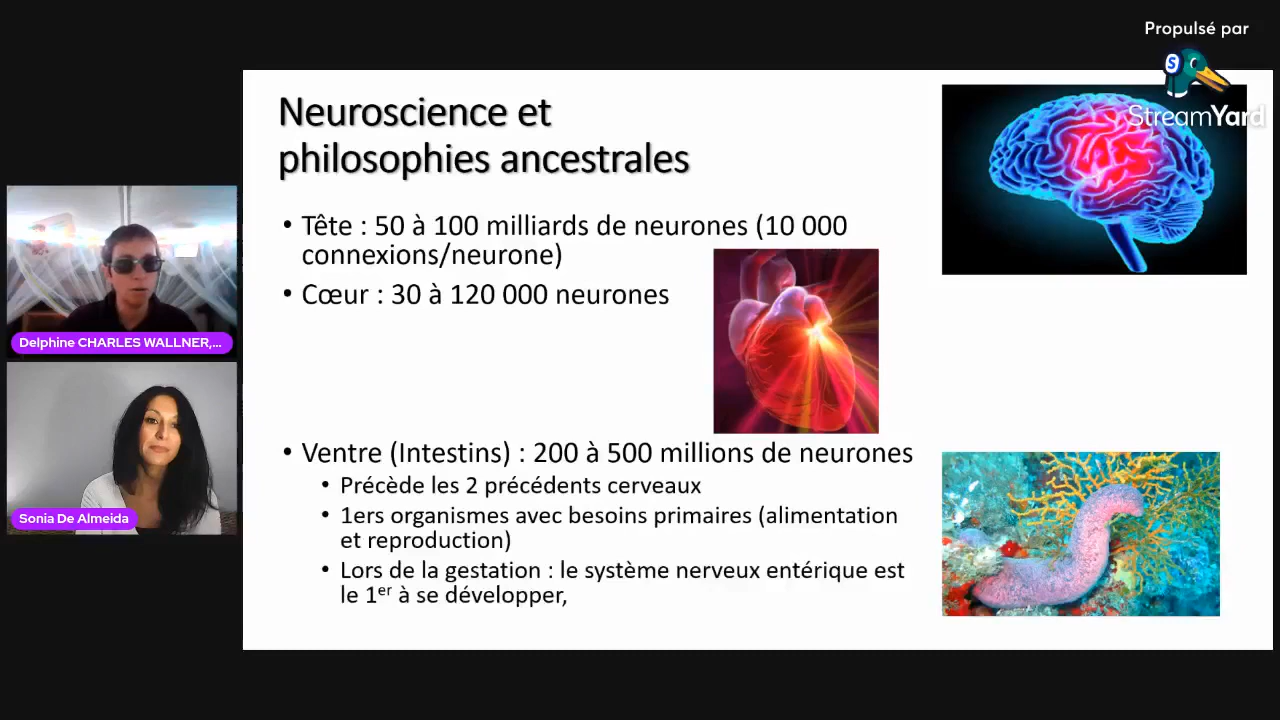 Propulsé par
StreamYard
Neuroscience et
philosophies ancestrales
• Tête : 50 à 100 milliards de neurones (10 000
connexions/neurone)
• Cœur : 30 à 120 000 neurones
• Ventre (Intestins) : 200 à 500 millions de neurones
• Précède les 2 précédents cerveaux
• 1ers organismes avec besoins primaires (alimentation
et reproduction)
• Lors de la gestation : le système nerveux entérique est
le 1er à se développer,
Delphine CHARLES WALLNER,...
Sonia De Almeida